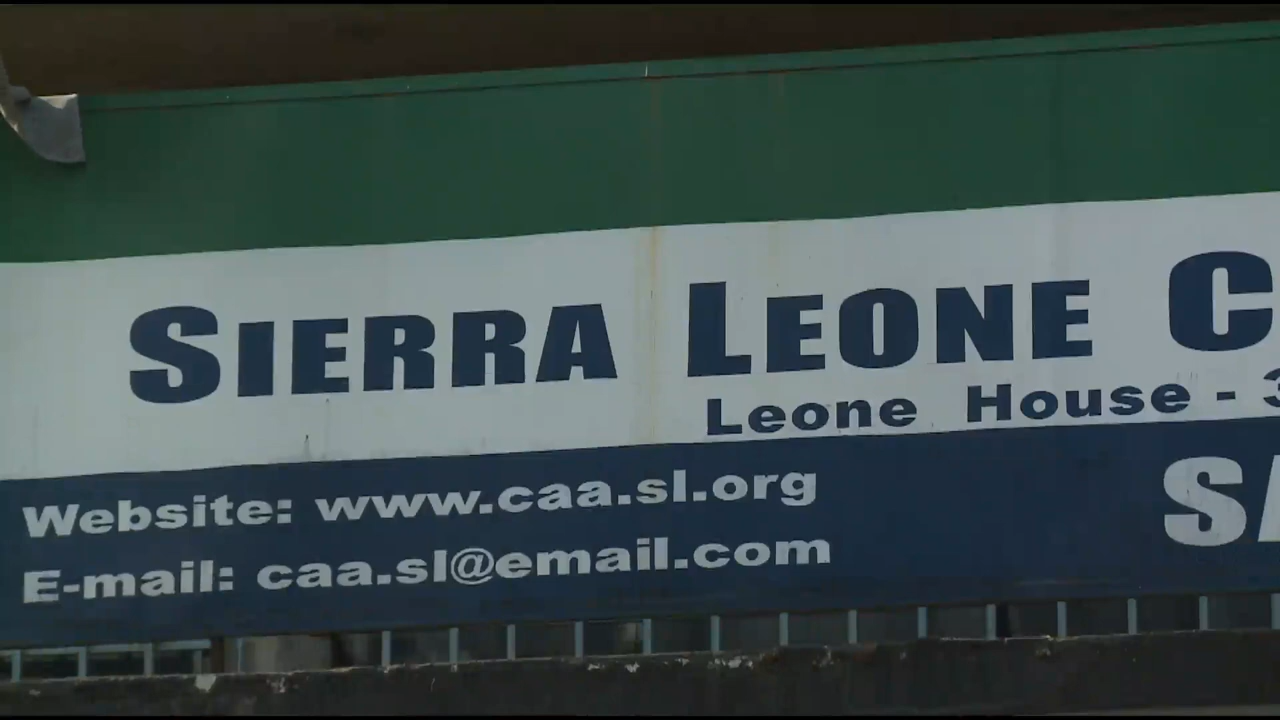 SIERRA LEONE C
Leone House - 3
Website: www.caa.sl.org
E-mail: caa.sl@email.com
SA